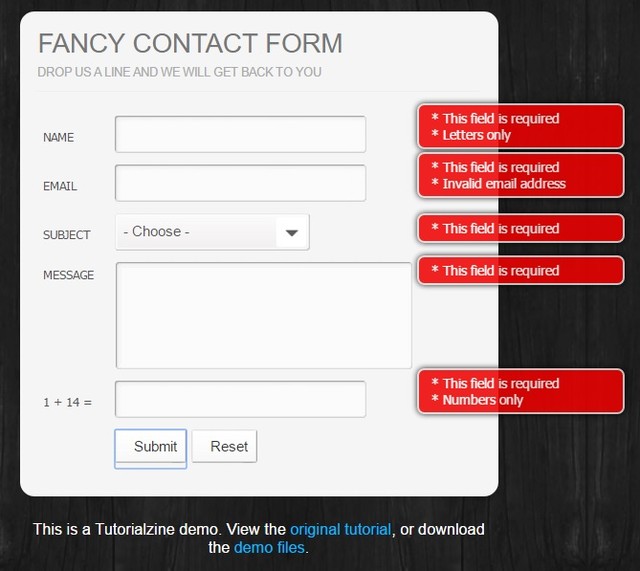 FANCY CONTACT FORM
DROP US A LINE AND WE WILL GET BACK TO YOU
NAME
* This field is required
* Letters only
EMAIL
* This field is required
* Invalid email address
SUBJECT
- Choose -
* This field is required
MESSAGE
* This field is required
1 + 14 =
* This field is required
* Numbers only
Submit
Reset
This is a Tutorialzine demo. View the original tutorial, or download
the demo files.